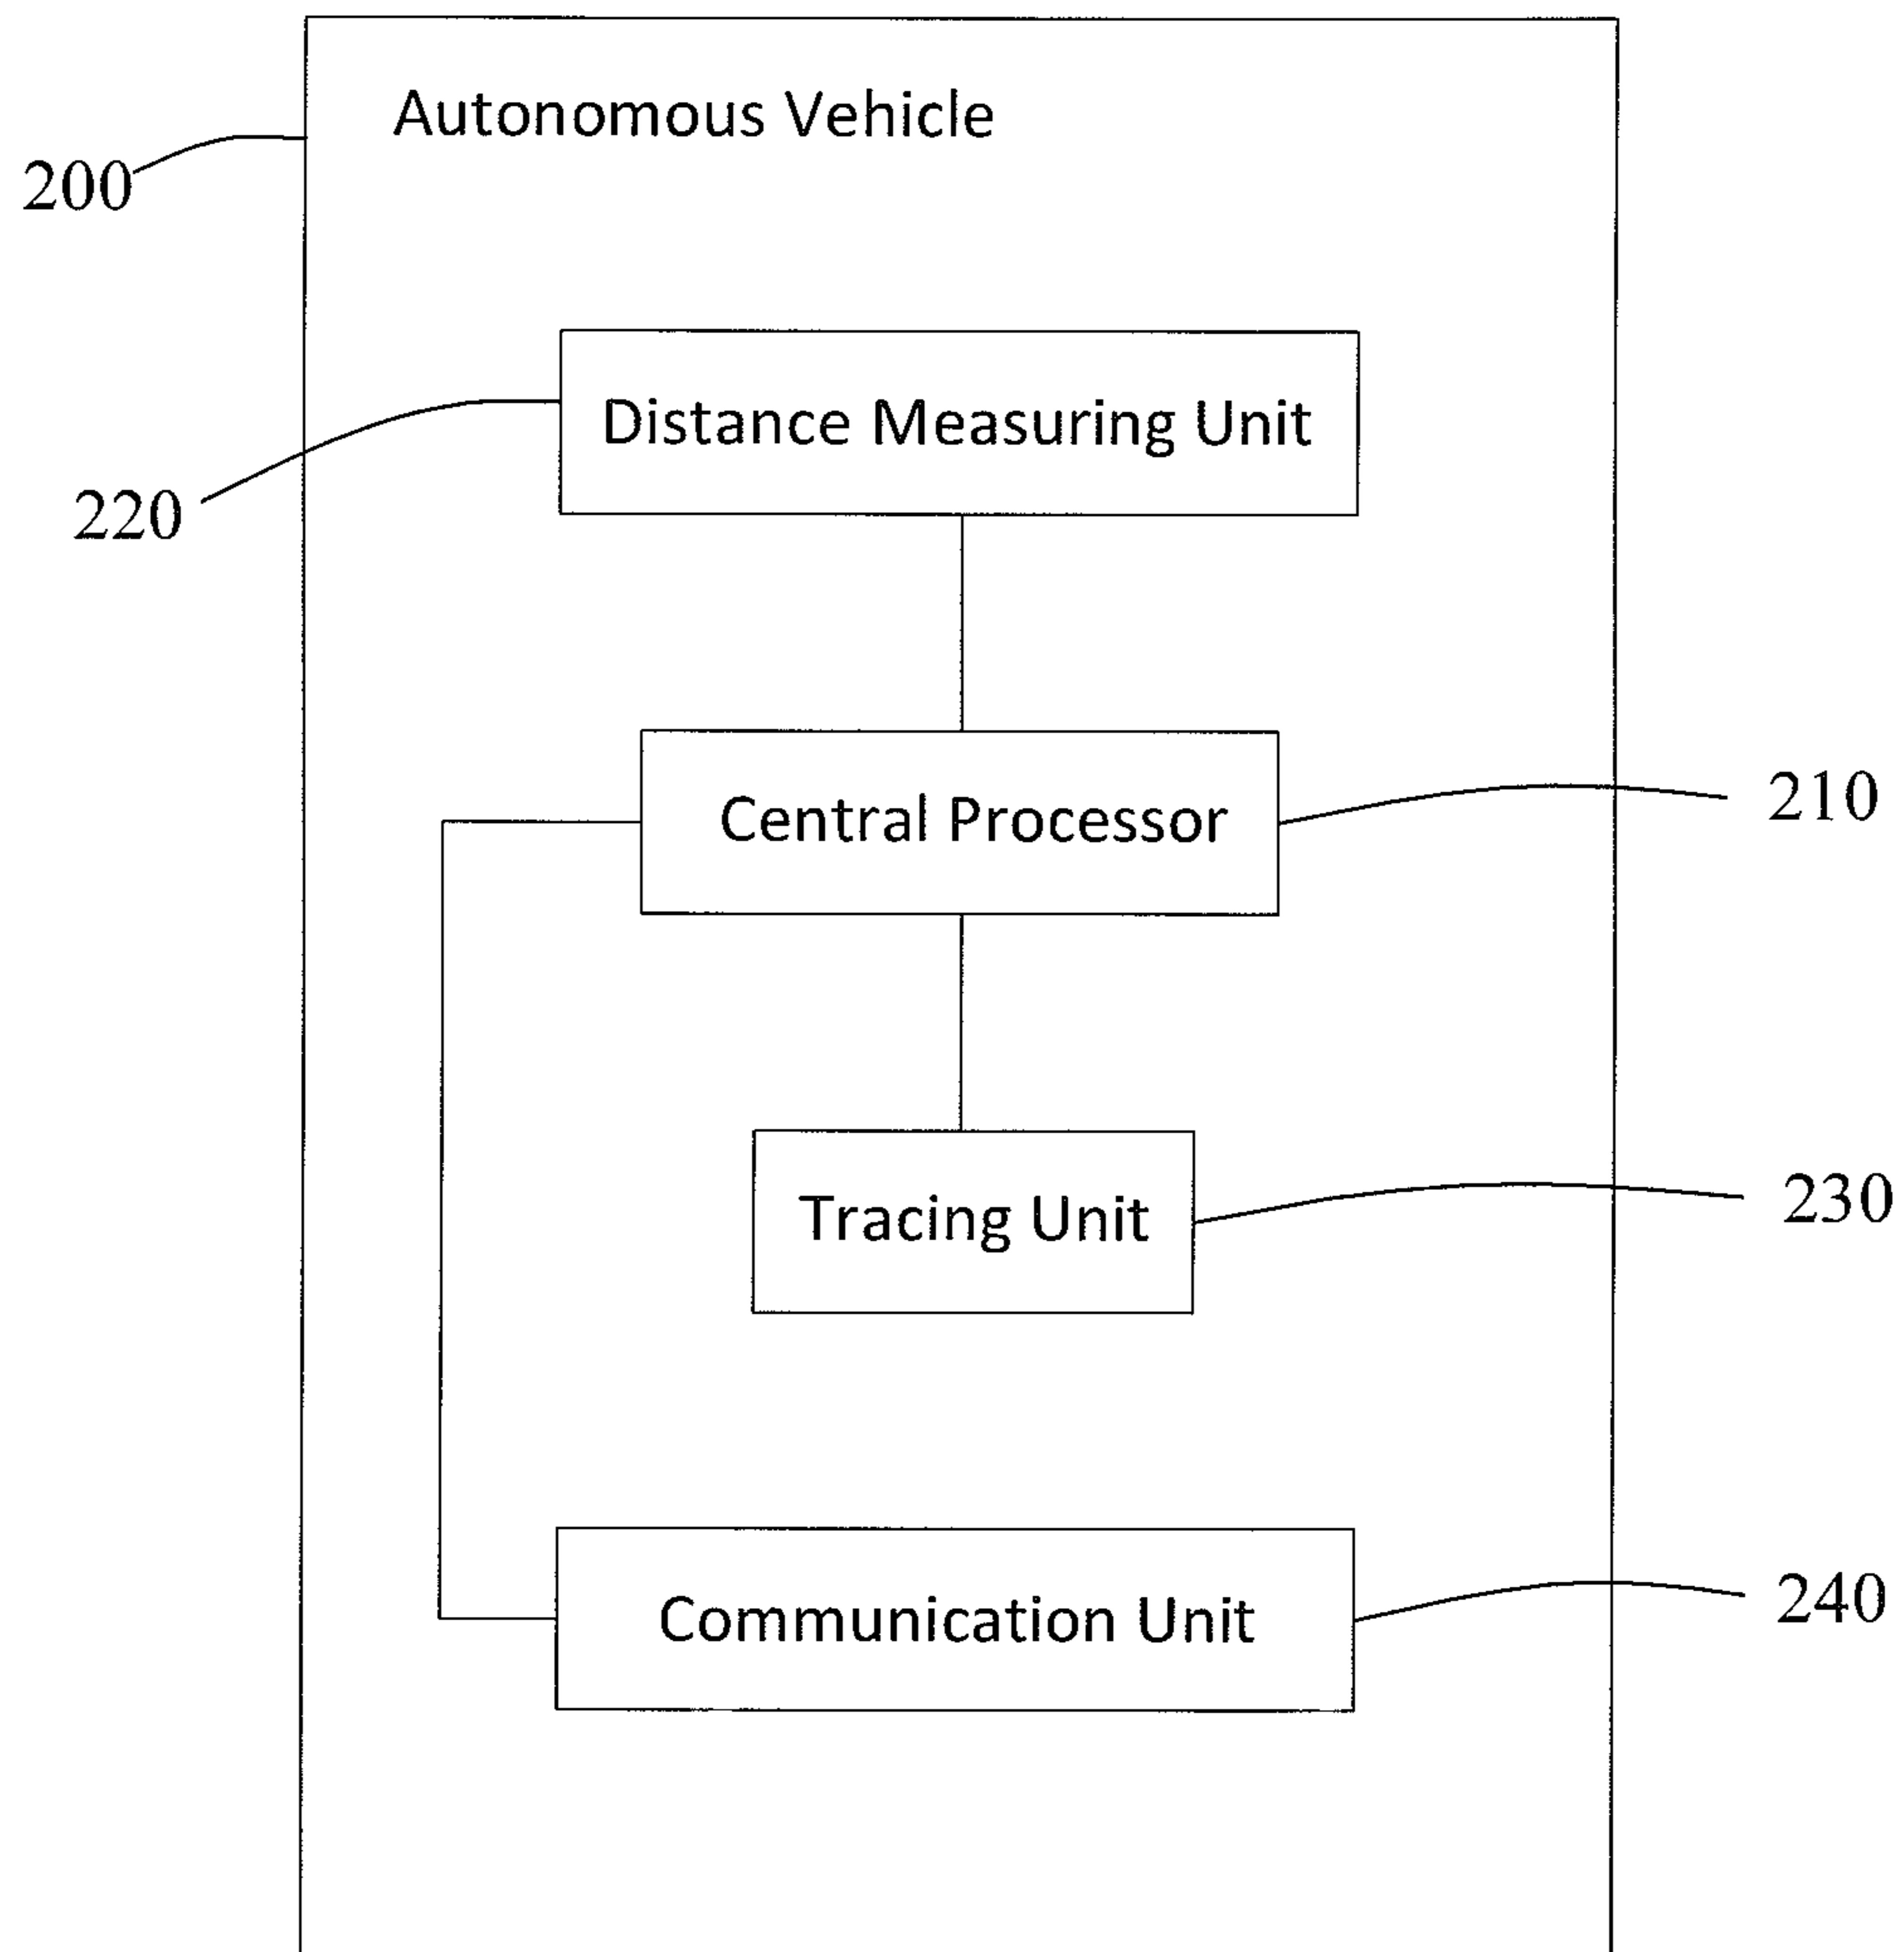 Autonomous Vehicle
200
Distance Measuring Unit
220
Central Processor
210
Tracing Unit
230
Communication Unit
240